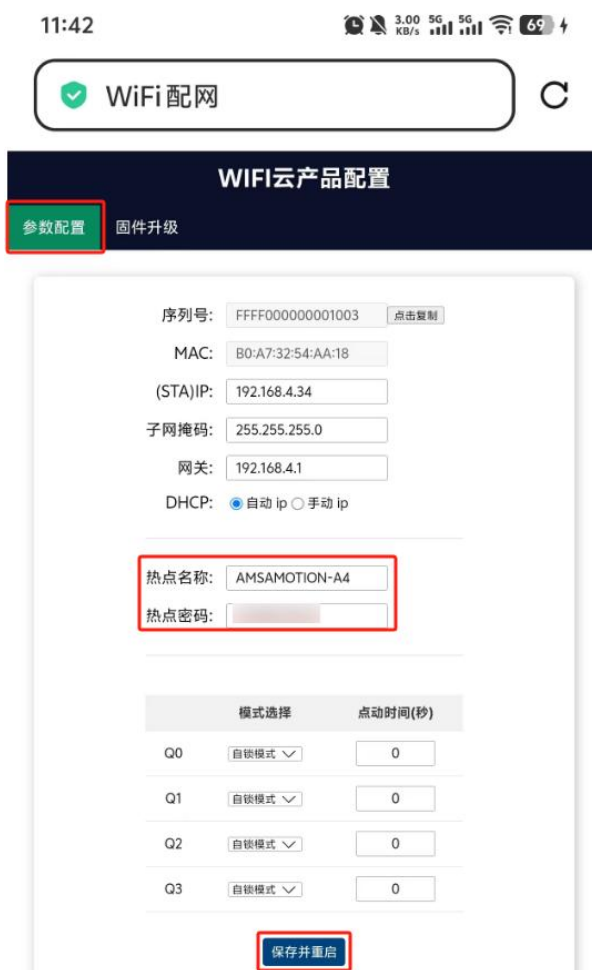 11:42 3.00 KB/s 5G 5G 69
WiFi配网
WIFI云产品配置
参数配置 固件升级
序列号: FFFF000000001003 点击复制
MAC: B0:A7:32:54:AA:18
(STA)IP: 192.168.4.34
子网掩码: 255.255.255.0
网关: 192.168.4.1
DHCP: 自动 ip 手动 ip
热点名称: AMSAMOTION-A4
热点密码:
模式选择 点动时间(秒)
Q0 自锁模式 0
Q1 自锁模式 0
Q2 自锁模式 0
Q3 自锁模式 0
保存并重启